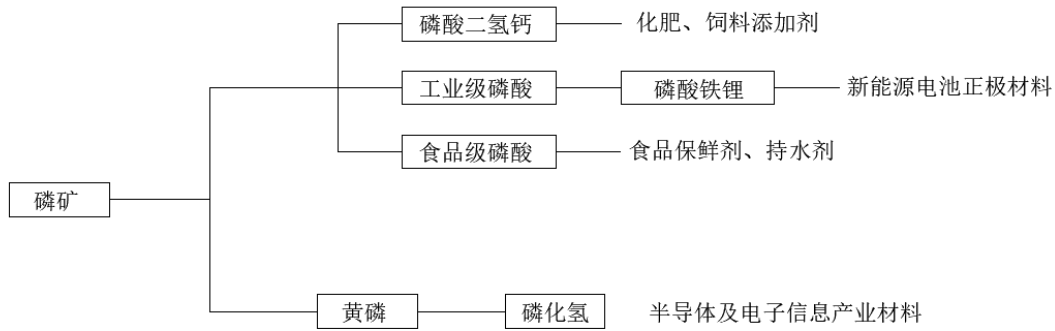 磷酸二氢钙 化肥、饲料添加剂
工业级磷酸 磷酸铁锂 新能源电池正极材料
食品级磷酸 食品保鲜剂、持水剂
磷矿
黄磷 磷化氢 半导体及电子信息产业材料